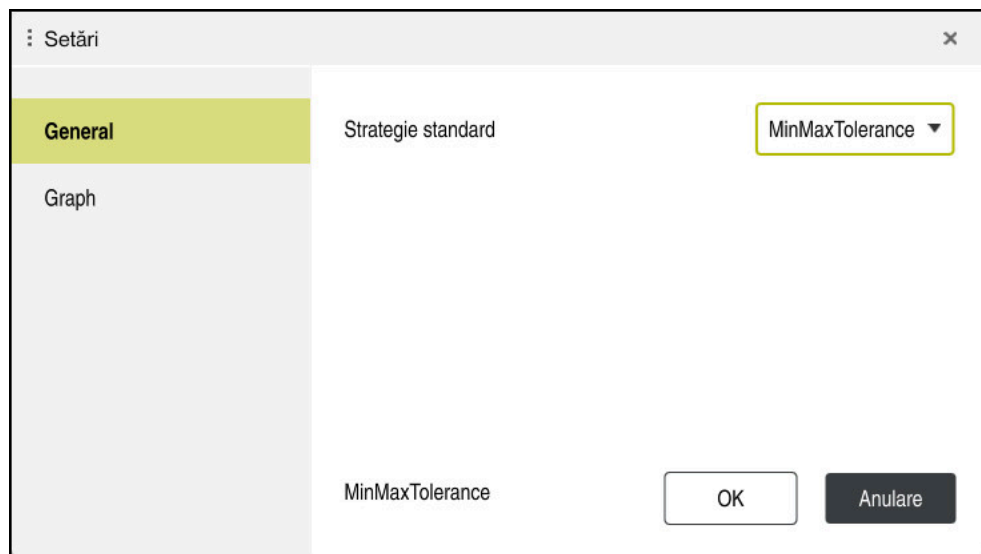 Setări
General
Strategie standard
MinMaxTolerance
Graph
MinMaxTolerance
OK
Anulare